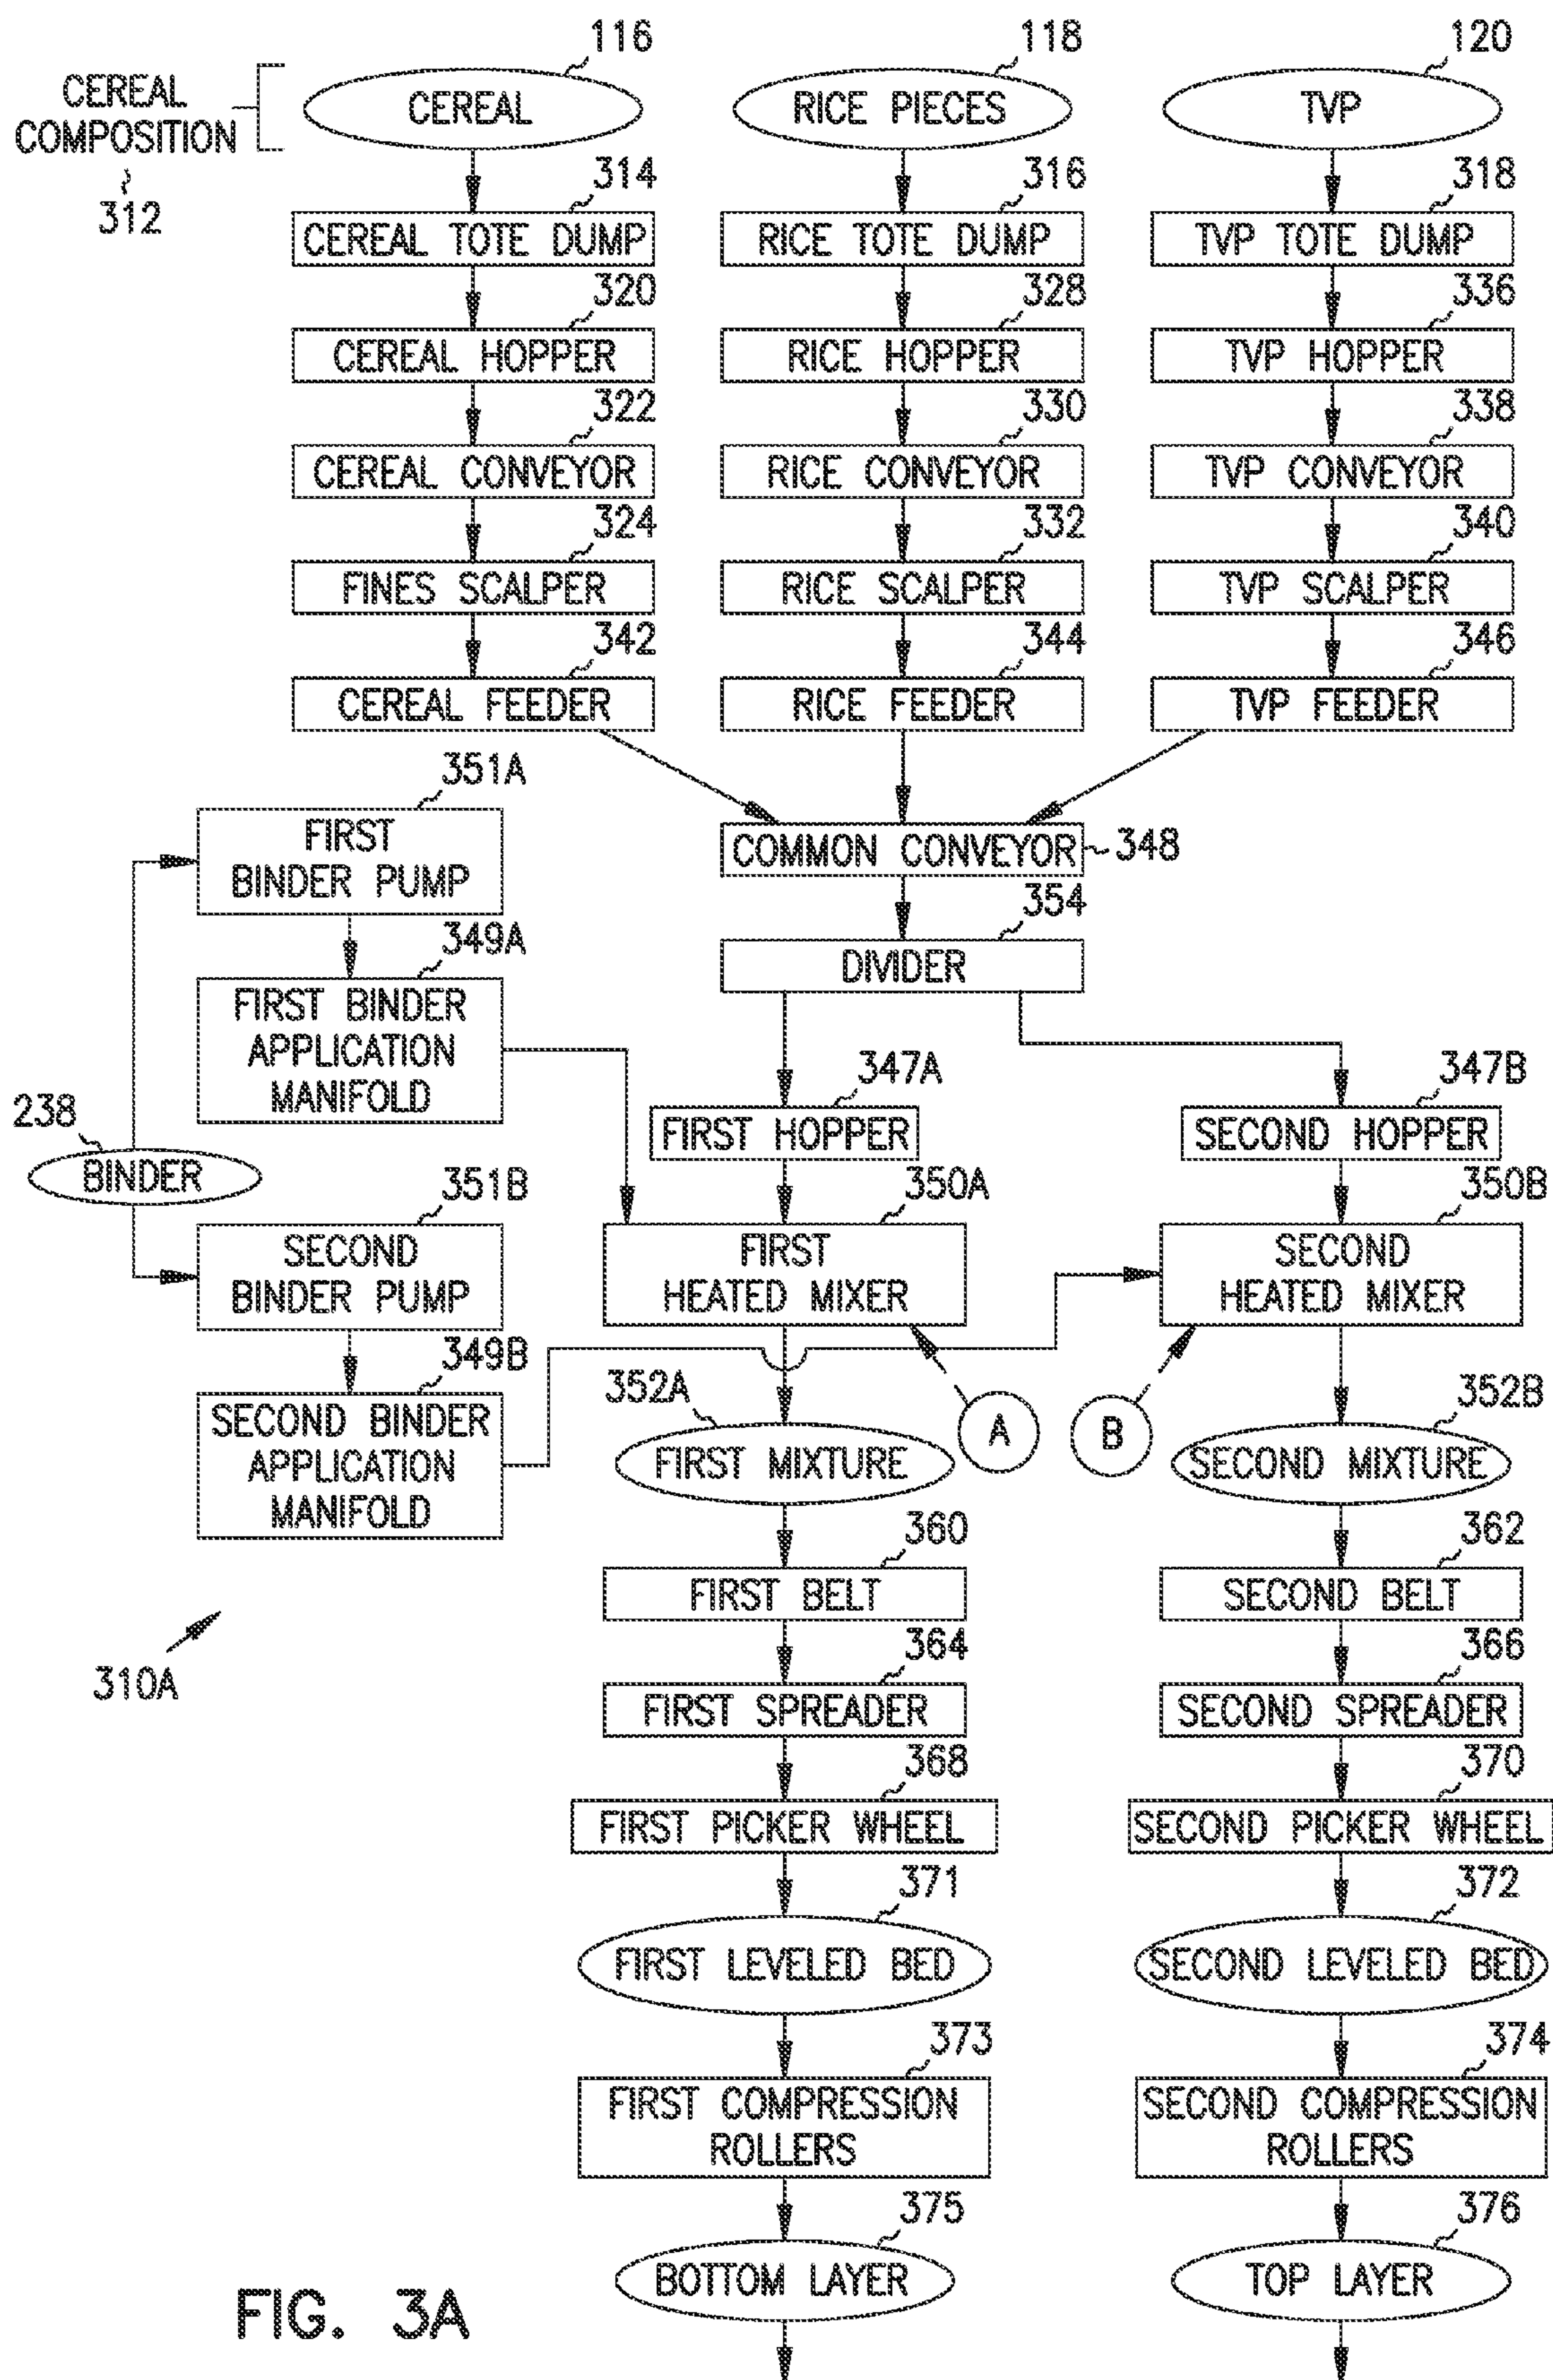 116
118
120
CEREAL
COMPOSITION
312
CEREAL
RICE PIECES
TVP
314
316
318
CEREAL TOTE DUMP
RICE TOTE DUMP
TVP TOTE DUMP
320
328
336
CEREAL HOPPER
RICE HOPPER
TVP HOPPER
322
330
338
CEREAL CONVEYOR
RICE CONVEYOR
TVP CONVEYOR
324
332
340
FINES SCALPER
RICE SCALPER
TVP SCALPER
342
344
346
CEREAL FEEDER
RICE FEEDER
TVP FEEDER
351A
FIRST
BINDER PUMP
COMMON CONVEYOR
348
354
DIVIDER
349A
FIRST BINDER
APPLICATION
MANIFOLD
347A
347B
FIRST HOPPER
SECOND HOPPER
238
BINDER
351B
350A
350B
SECOND
BINDER PUMP
FIRST
HEATED MIXER
SECOND
HEATED MIXER
349B
SECOND BINDER
APPLICATION
MANIFOLD
352A
A
B
352B
FIRST MIXTURE
SECOND MIXTURE
360
362
FIRST BELT
SECOND BELT
310A
364
366
FIRST SPREADER
SECOND SPREADER
368
370
FIRST PICKER WHEEL
SECOND PICKER WHEEL
371
372
FIRST LEVELED BED
SECOND LEVELED BED
373
374
FIRST COMPRESSION
ROLLERS
SECOND COMPRESSION
ROLLERS
375
376
BOTTOM LAYER
TOP LAYER
FIG. 3A